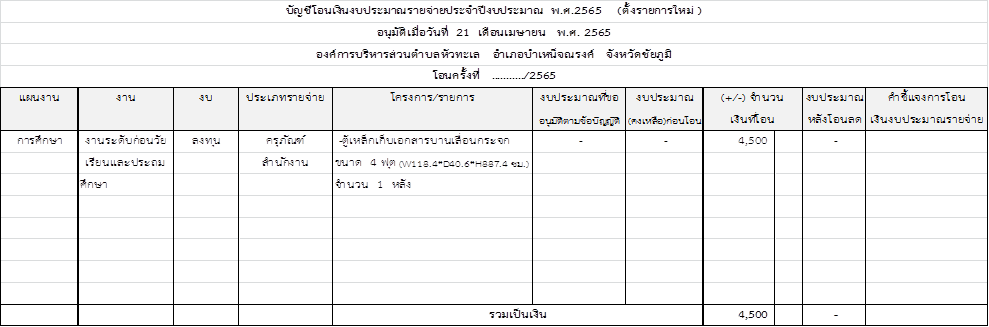 บัญชีโอนเงินงบประมาณรายจ่ายประจำปีงบประมาณ พ.ศ.2565 (ตั้งรายการใหม่ )
อนุมัติเมื่อวันที่ 21 เดือนเมษายน พ.ศ. 2565
องค์การบริหารส่วนตำบลหัวทะเล อำเภอบำเหน็จณรงค์ จังหวัดชัยภูมิ
โอนครั้งที่ .........../2565
แผนงาน งาน งบ ประเภทรายจ่าย โครงการ/รายการ งบประมาณที่ขอ งบประมาณ (+/-) จำนวน งบประมาณ คำชี้แจงการโอน
อนุมัติตามข้อบัญญัติ (คงเหลือ)ก่อนโอน เงินที่โอน หลังโอนลด เงินงบประมาณรายจ่าย
การศึกษา งานระดับก่อนวัย ลงทุน ครุภัณฑ์ -ตู้เหล็กเก็บเอกสารบานเลื่อนกระจก - - 4,500 -
เรียนและประถม สำนักงาน ขนาด 4 ฟุต (W118.4*D40.6*H887.4 ซม.)
ศึกษา จำนวน 1 หลัง
รวมเป็นเงิน 4,500 -